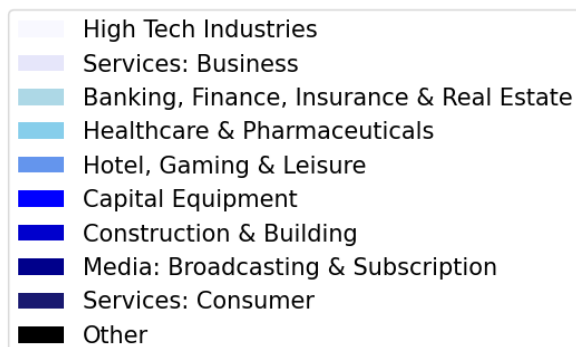 High Tech Industries
Services: Business
Banking, Finance, Insurance & Real Estate
Healthcare & Pharmaceuticals
Hotel, Gaming & Leisure
Capital Equipment
Construction & Building
Media: Broadcasting & Subscription
Services: Consumer
Other